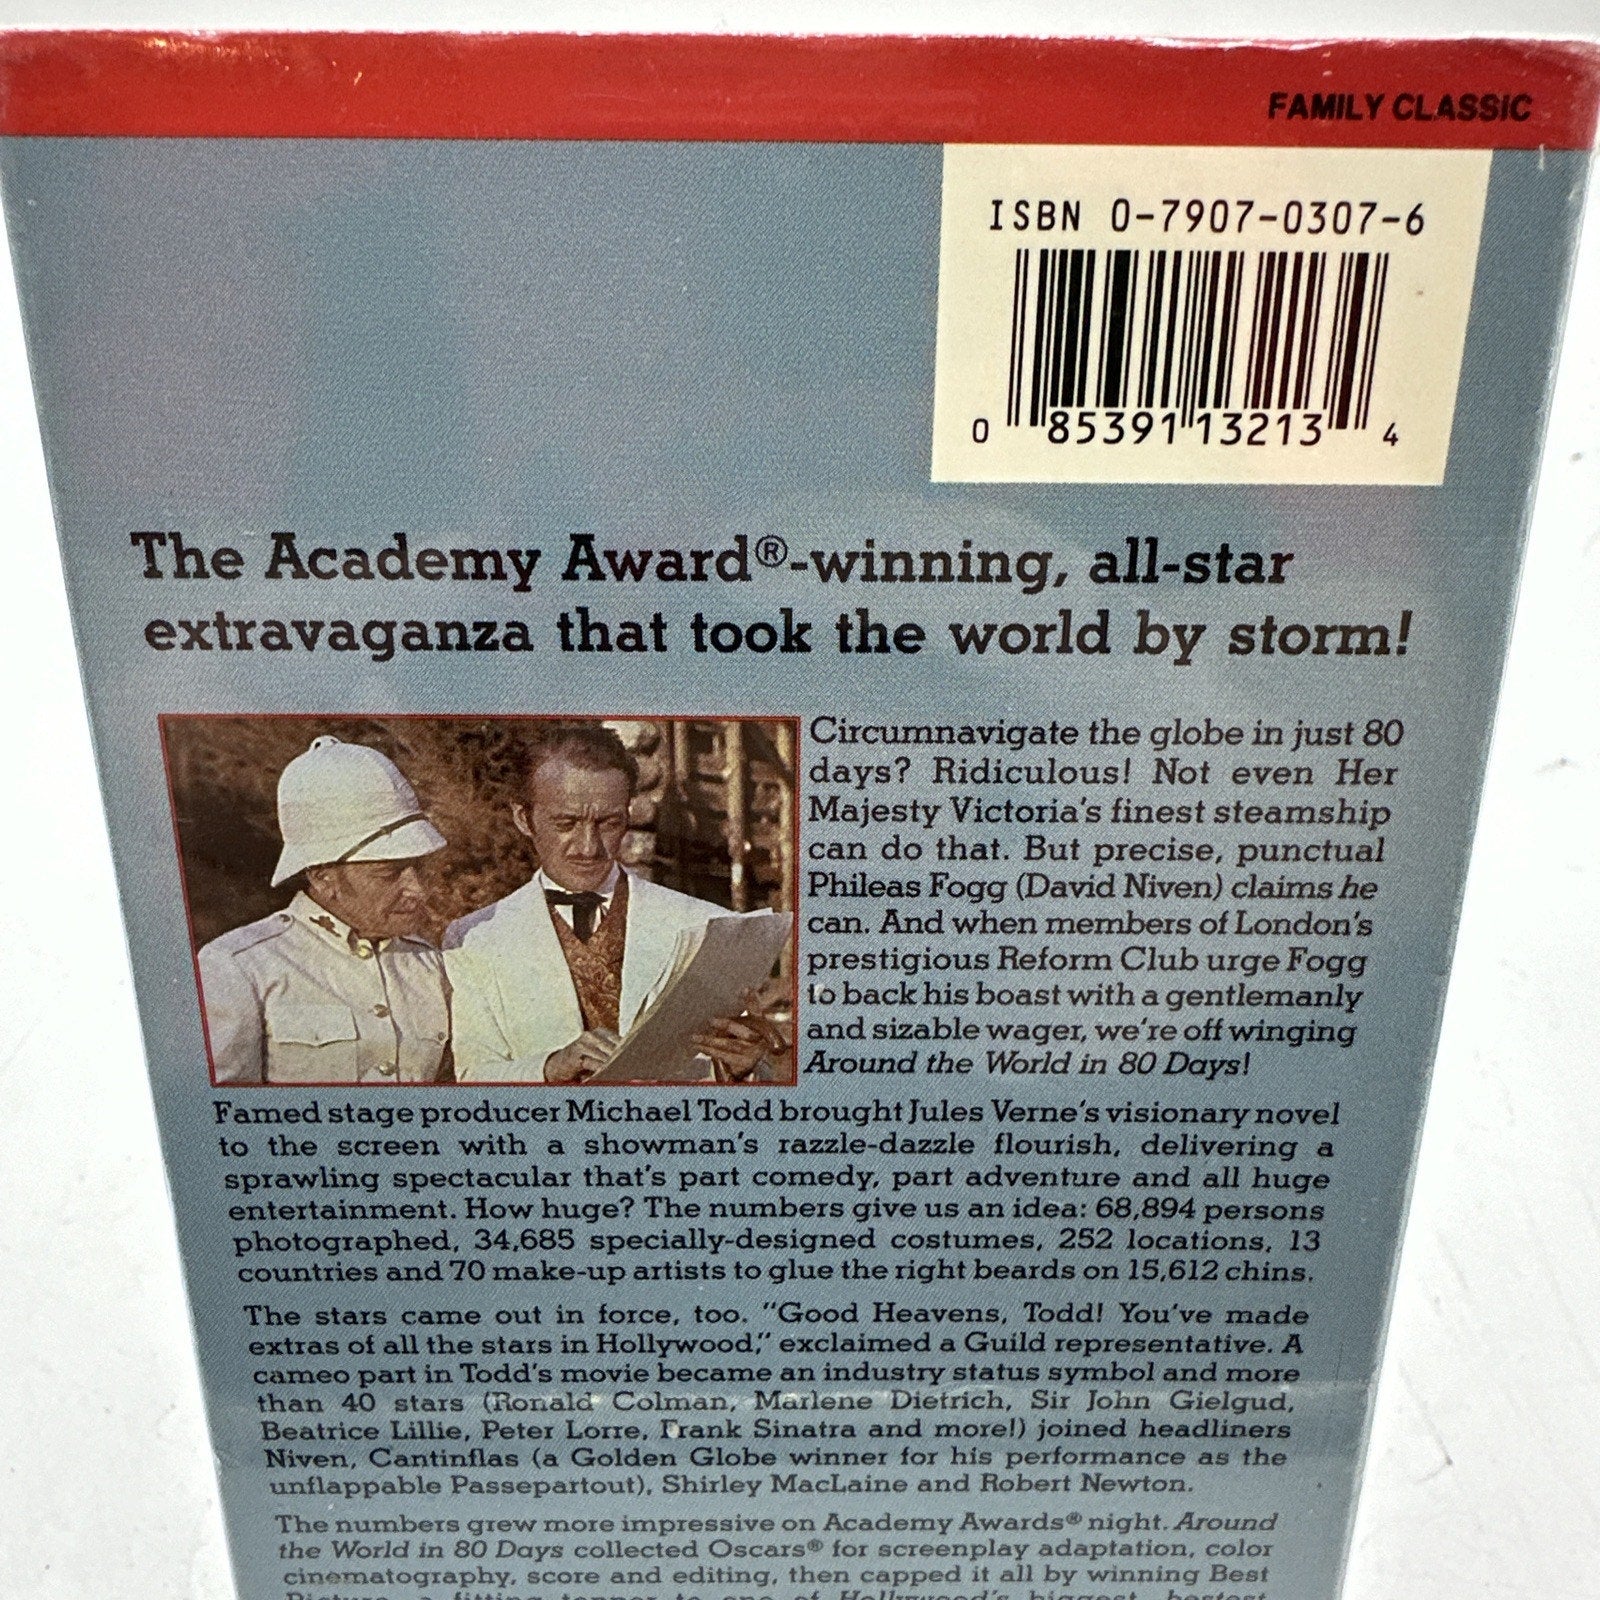 FAMILY CLASSIC
ISBN 0-7907-0307-6
0 85391 13213 4
The Academy Award®-winning, all-star
extravaganza that took the world by storm!
Circumnavigate the globe in just 80
days? Ridiculous! Not even Her
Majesty Victoria's finest steamship
can do that. But precise, punctual
Phileas Fogg (David Niven) claims he
can. And when members of London's
prestigious Reform Club urge Fogg
to back his boast with a gentlemanly
and sizable wager, we're off winging
Around the World in 80 Days!
Famed stage producer Michael Todd brought Jules Verne's visionary novel
to the screen with a showman's razzle-dazzle flourish, delivering a
sprawling spectacular that's part comedy, part adventure and all huge
entertainment. How huge? The numbers give us an idea: 68,894 persons
photographed, 34,685 specially-designed costumes, 252 locations, 13
countries and 70 make-up artists to glue the right beards on 15,612 chins.
The stars came out in force, too. "Good Heavens, Todd! You've made
extras of all the stars in Hollywood," exclaimed a Guild representative. A
cameo part in Todd's movie became an industry status symbol and more
than 40 stars (Ronald Colman, Marlene Dietrich, Sir John Gielgud,
Beatrice Lillie, Peter Lorre, Frank Sinatra and more!) joined headliners
Niven, Cantinflas (a Golden Globe winner for his performance as the
unflappable Passepartout), Shirley MacLaine and Robert Newton.
The numbers grew more impressive on Academy Awards® night. Around
the World in 80 Days collected Oscars® for screenplay adaptation, color
cinematography, score and editing, then capped it all by winning Best
Picture, a fitting topper to one of Hollywood's biggest, bestest,